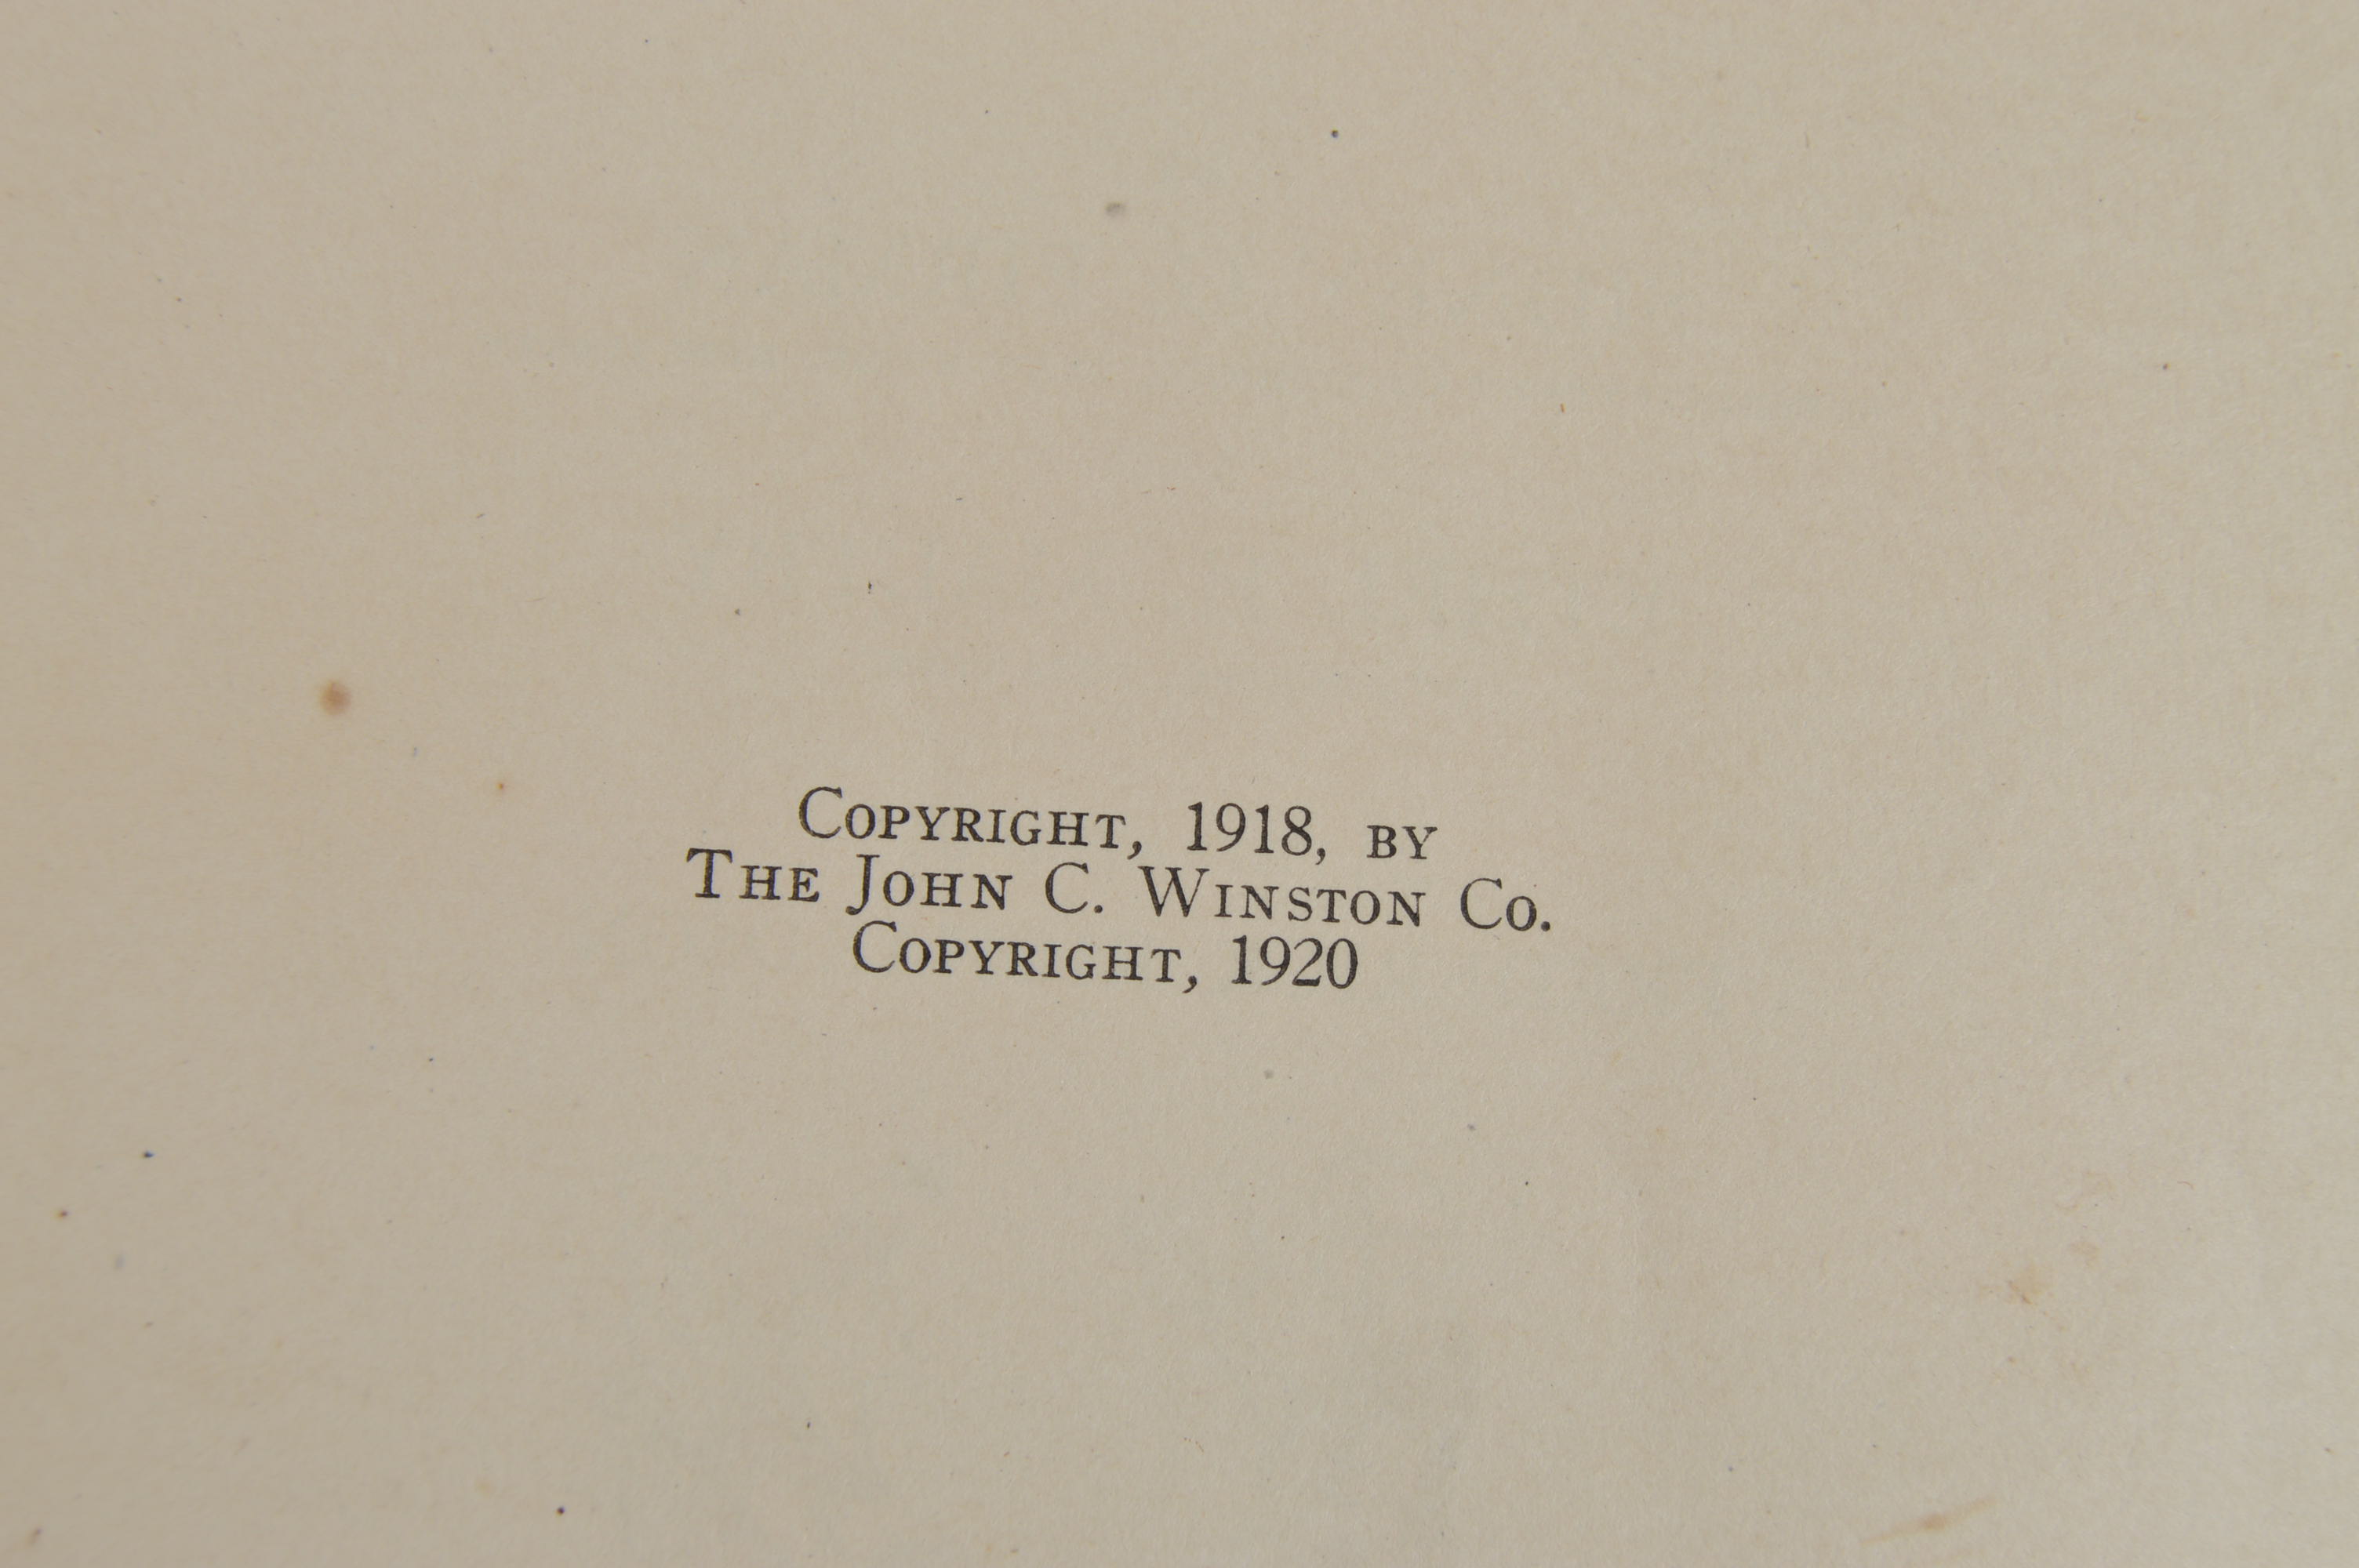 Copyright, 1918, by
The John C. Winston Co.
Copyright, 1920